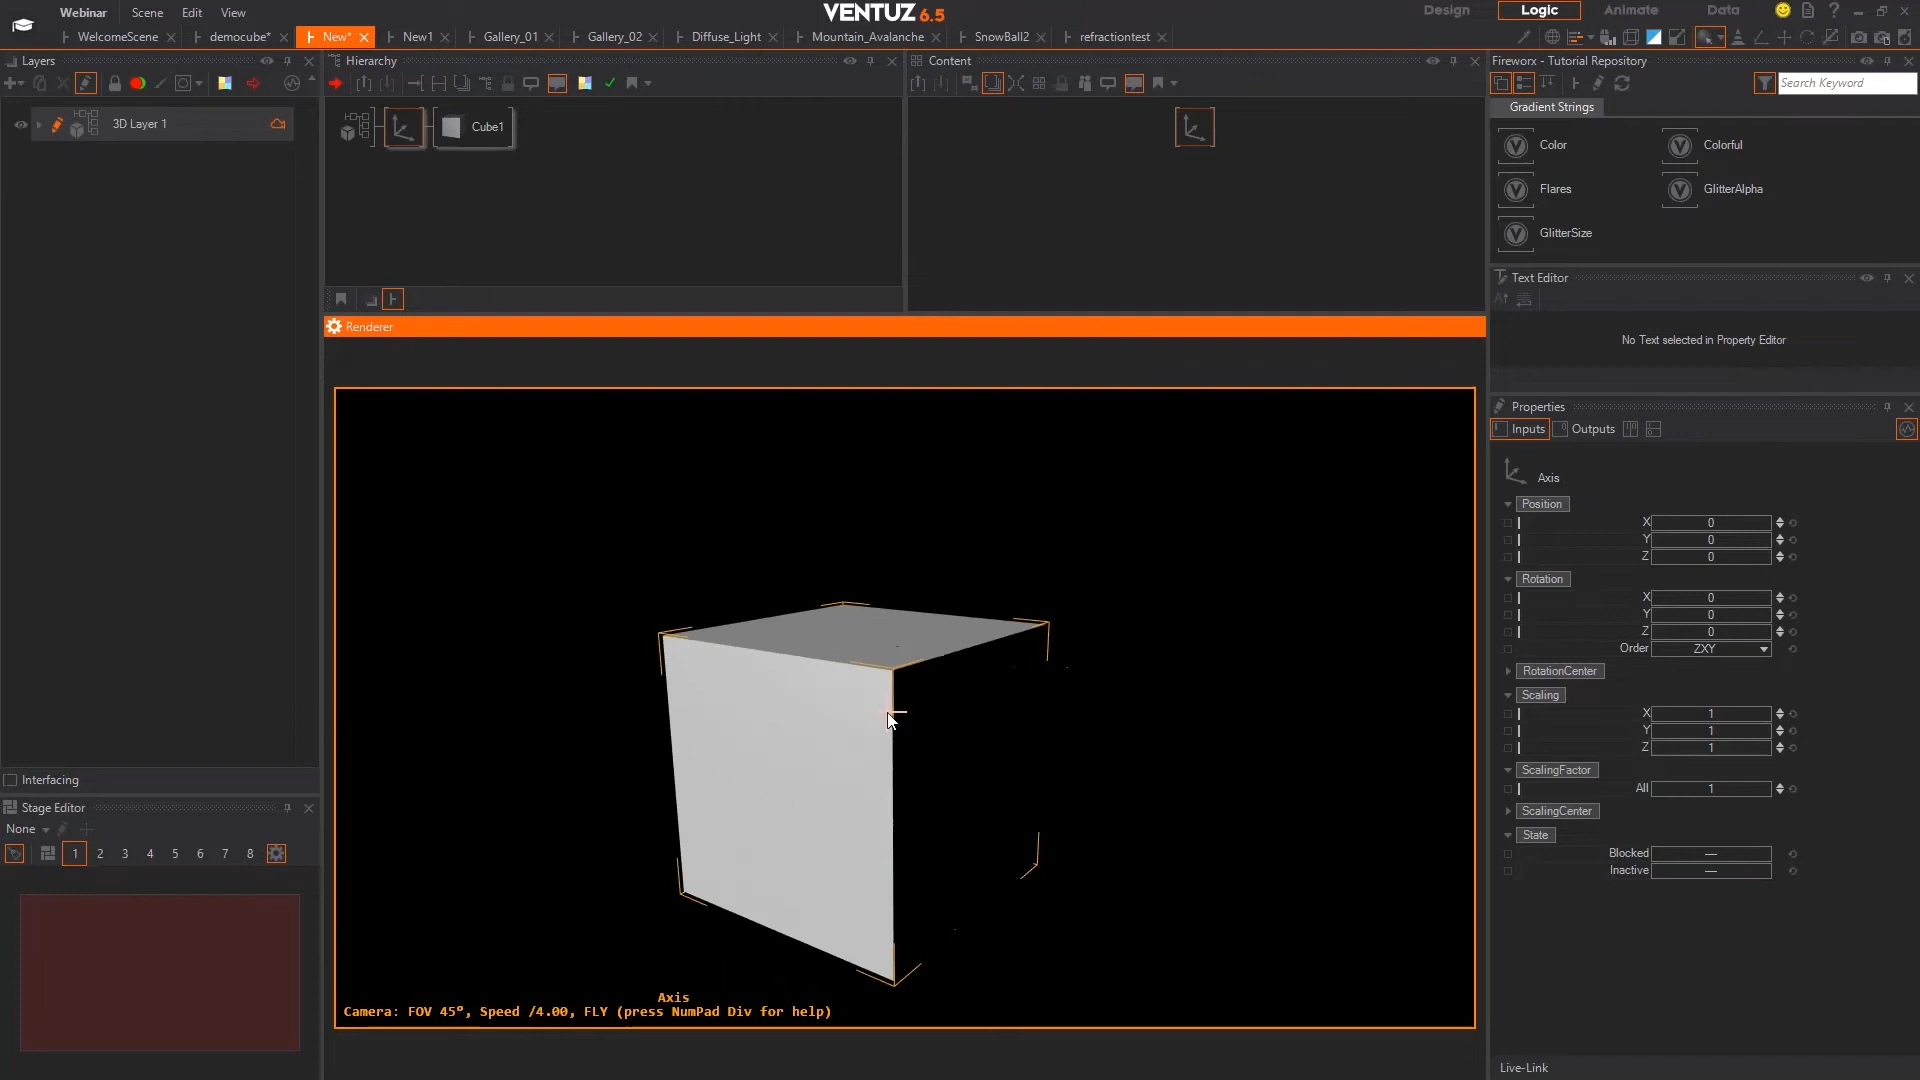 Webinar Scene Edit View VENTUZ 6.5 Design Logic Animate Data
WelcomeScene democube* New* New1 Gallery_01 Gallery_02 Diffuse_Light Mountain_Avalanche SnowBall2 refractiontest
Layers Hierarchy Content Fireworx - Tutorial Repository
Search Keyword
Gradient Strings
3D Layer 1 Cube1
Color Colorful
Flares GlitterAlpha
GlitterSize
Text Editor
Renderer
No Text selected in Property Editor
Properties
Inputs Outputs
Axis
Position
X 0
Y 0
Z 0
Rotation
X 0
Y 0
Z 0
Order ZXY
RotationCenter
Scaling
X 1
Y 1
Z 1
ScalingFactor
All 1
ScalingCenter
State
Blocked —
Inactive —
Interfacing
Stage Editor
None
1 2 3 4 5 6 7 8
Axis
Camera: FOV 45°, Speed /4.00, FLY (press NumPad Div for help)
Live-Link